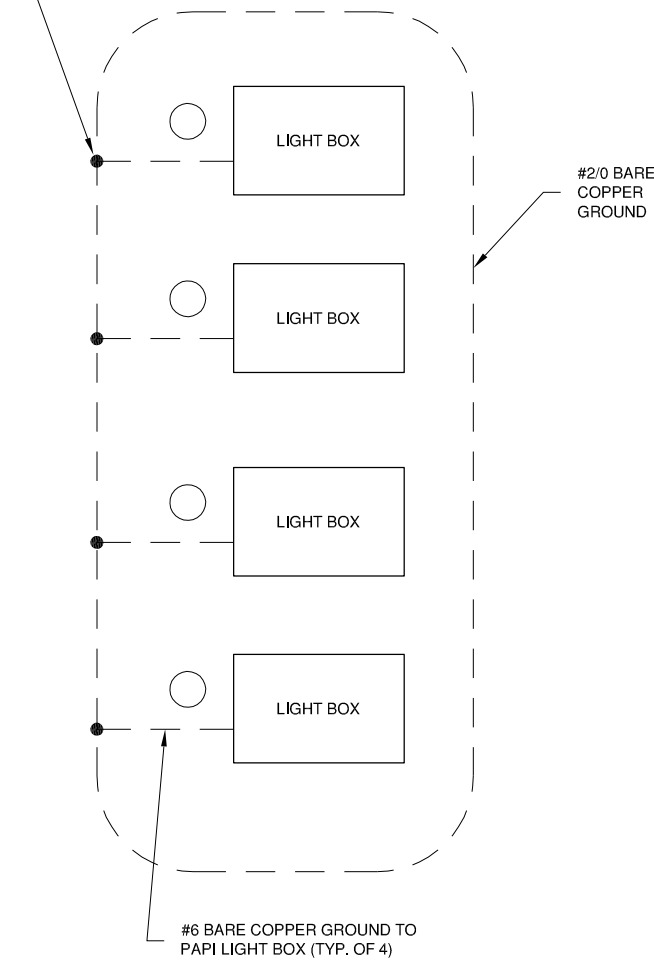 LIGHT BOX
#2/0 BARE
COPPER
GROUND
LIGHT BOX
LIGHT BOX
LIGHT BOX
#6 BARE COPPER GROUND TO
PAPI LIGHT BOX (TYP. OF 4)